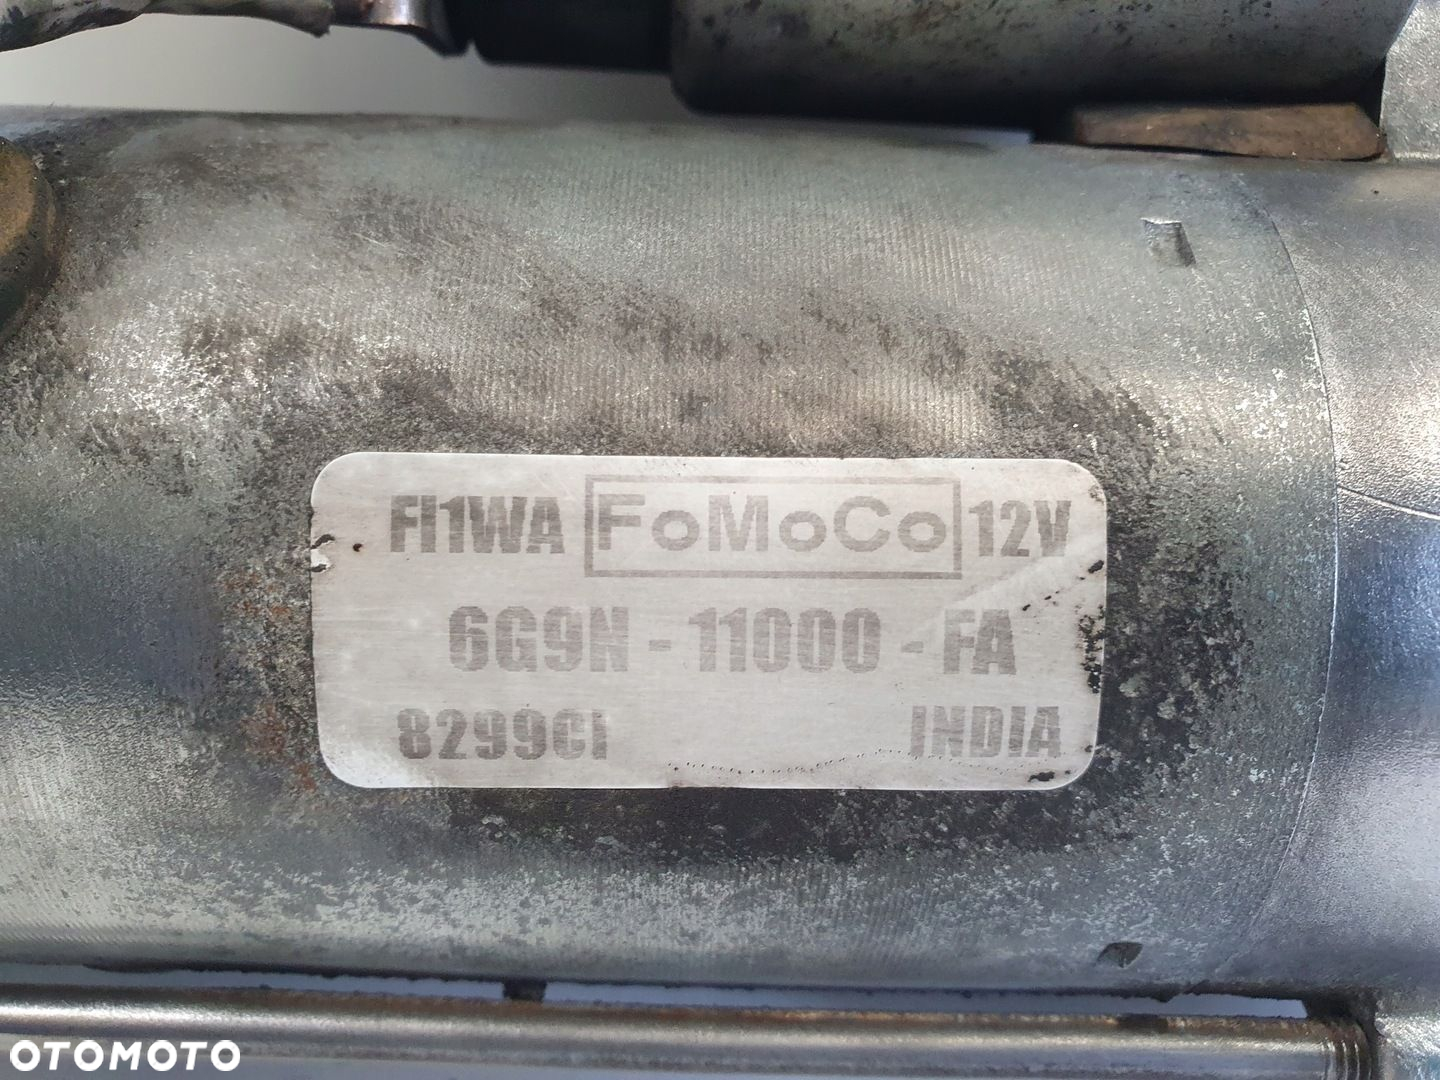 FI1WA FoMoCo 12V
6G9N - 11000 - FA
8299CI INDIA
OTOMOTO